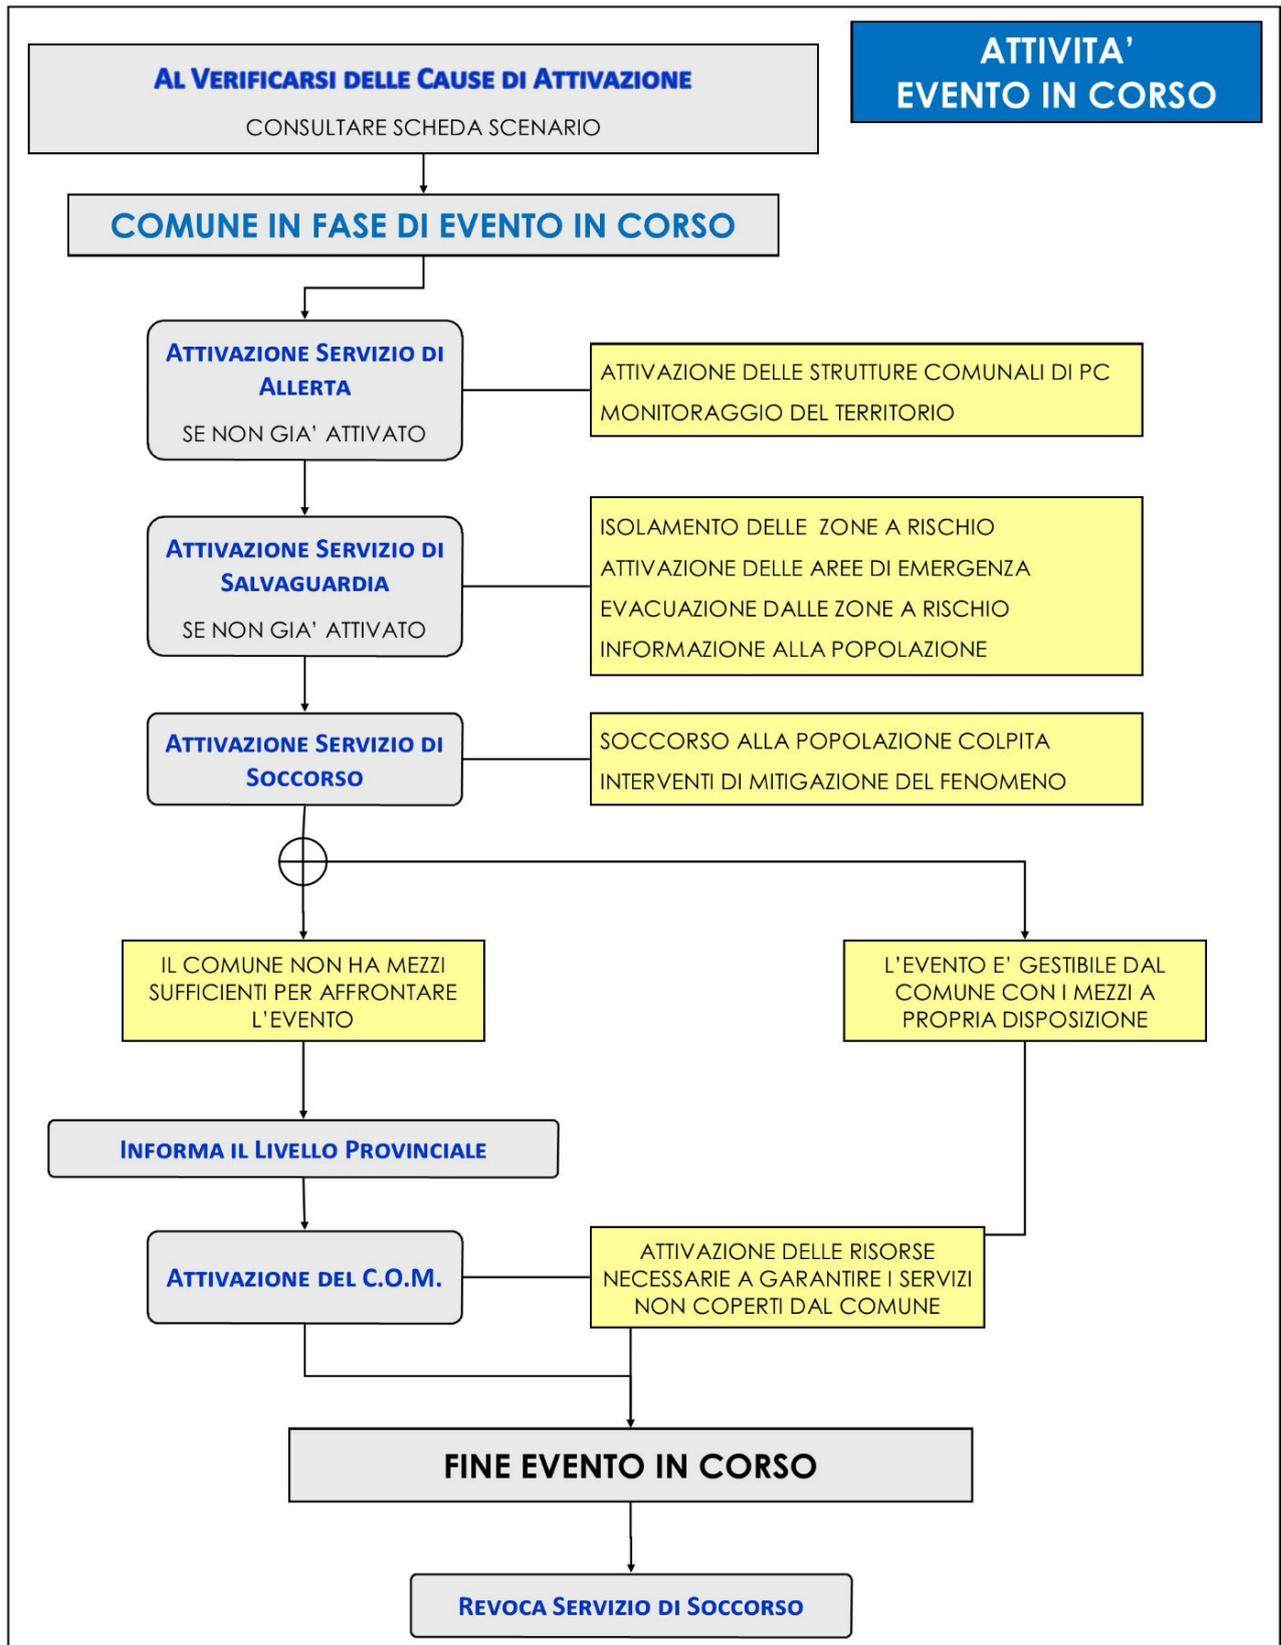 ATTIVITA’
EVENTO IN CORSO
AL VERIFICARSI DELLE CAUSE DI ATTIVAZIONE
CONSULTARE SCHEDA SCENARIO
COMUNE IN FASE DI EVENTO IN CORSO
ATTIVAZIONE SERVIZIO DI
ALLERTA
SE NON GIA’ ATTIVATO
ATTIVAZIONE DELLE STRUTTURE COMUNALI DI PC
MONITORAGGIO DEL TERRITORIO
ATTIVAZIONE SERVIZIO DI
SALVAGUARDIA
SE NON GIA’ ATTIVATO
ISOLAMENTO DELLE ZONE A RISCHIO
ATTIVAZIONE DELLE AREE DI EMERGENZA
EVACUAZIONE DALLE ZONE A RISCHIO
INFORMAZIONE ALLA POPOLAZIONE
ATTIVAZIONE SERVIZIO DI
SOCCORSO
SOCCORSO ALLA POPOLAZIONE COLPITA
INTERVENTI DI MITIGAZIONE DEL FENOMENO
IL COMUNE NON HA MEZZI
SUFFICIENTI PER AFFRONTARE
L’EVENTO
L’EVENTO E’ GESTIBILE DAL
COMUNE CON I MEZZI A
PROPRIA DISPOSIZIONE
INFORMA IL LIVELLO PROVINCIALE
ATTIVAZIONE DEL C.O.M.
ATTIVAZIONE DELLE RISORSE
NECESSARIE A GARANTIRE I SERVIZI
NON COPERTI DAL COMUNE
FINE EVENTO IN CORSO
REVOCA SERVIZIO DI SOCCORSO